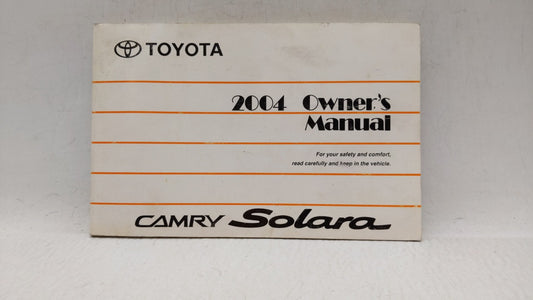 TOYOTA
2004 Owner's
Manual
For your safety and comfort,
read carefully and keep in the vehicle.
CAMRY Solara